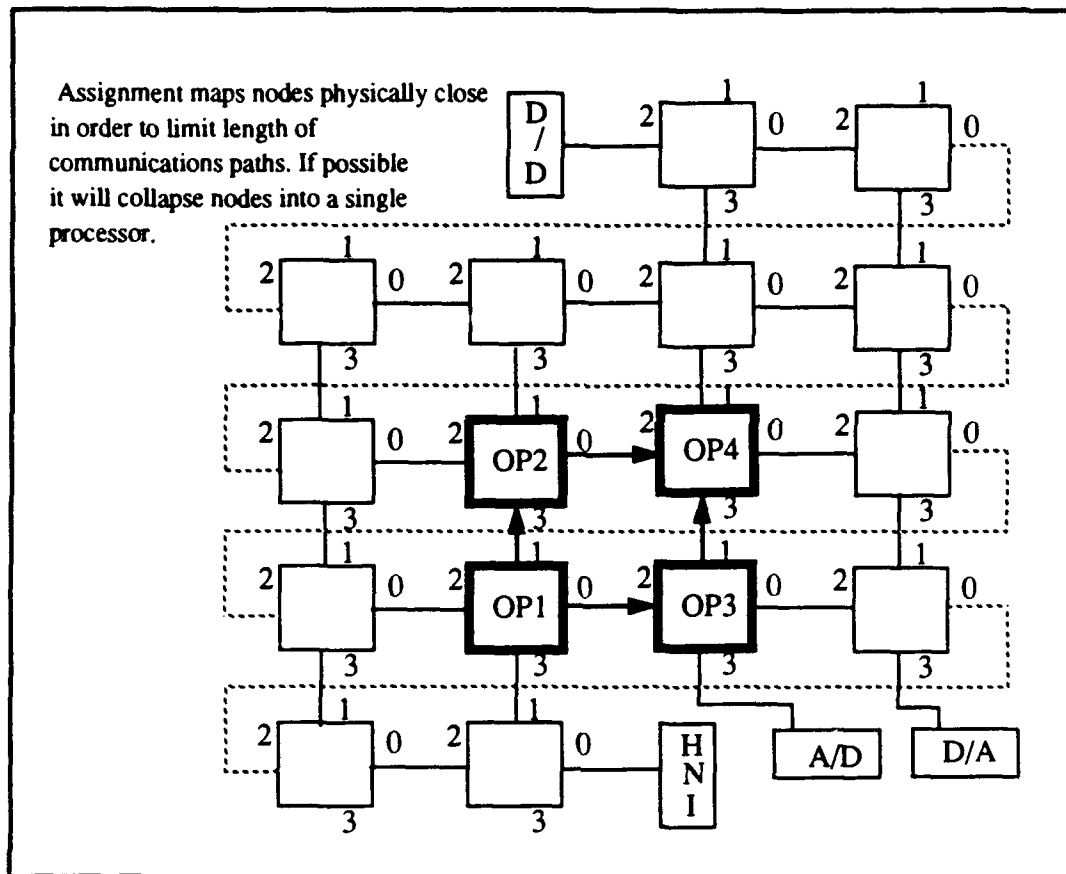 Assignment maps nodes physically close
in order to limit length of
communications paths. If possible
it will collapse nodes into a single
processor.
D
/
D
1 1
2 0 2 0
3 3
1 1 1 1
2 0 2 0 2 0 2 0
3 3 3 3
1 1 1 1
2 0 2 0 2 0 2 0
OP2 OP4
3 3 3 3
1 1 1 1
2 0 2 0 2 0 2 0
OP1 OP3
3 3 3 3
1 1
2 0 2 0
3 3
H
N
I
A/D
D/A